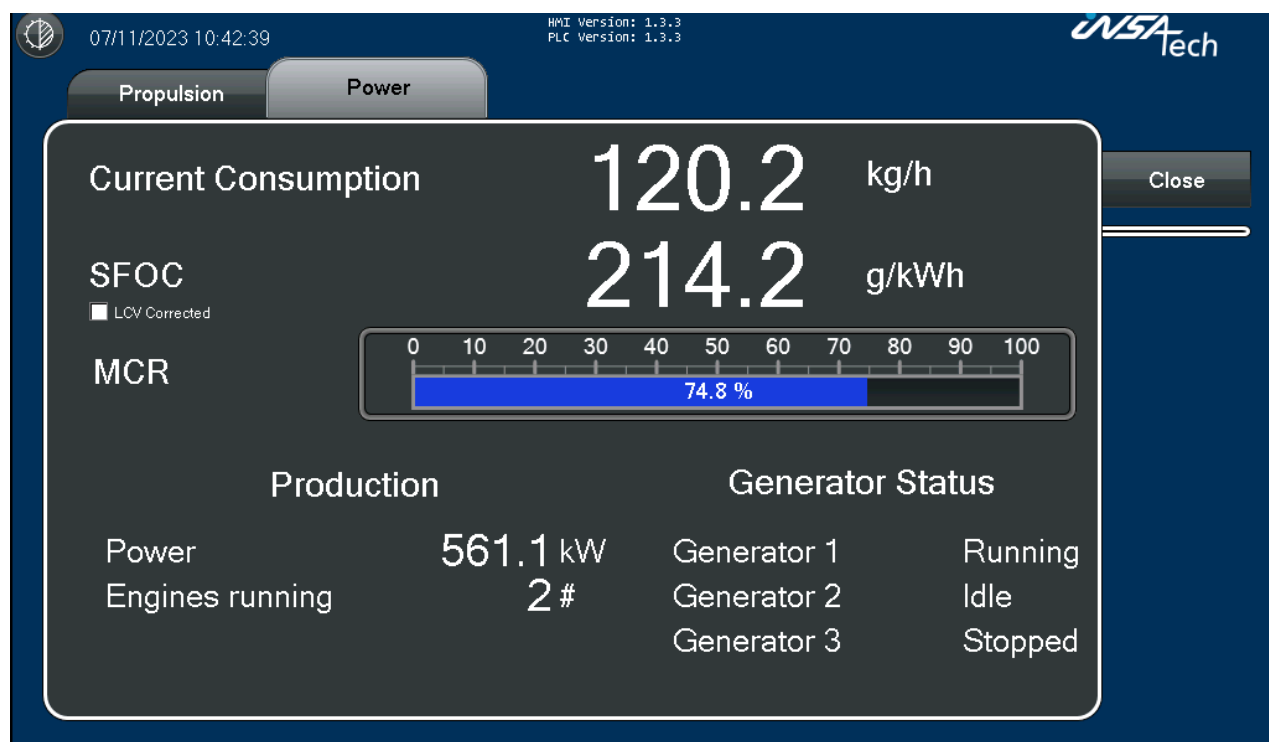 07/11/2023 10:42:39
HMI Version: 1.3.3
PLC Version: 1.3.3
iNSATech
Propulsion
Power
Current Consumption 120.2 kg/h
Close
SFOC 214.2 g/kWh
LCV Corrected
0 10 20 30 40 50 60 70 80 90 100
MCR
74.8 %
Production
Generator Status
Power 561.1 kW
Generator 1 Running
Engines running 2 #
Generator 2 Idle
Generator 3 Stopped